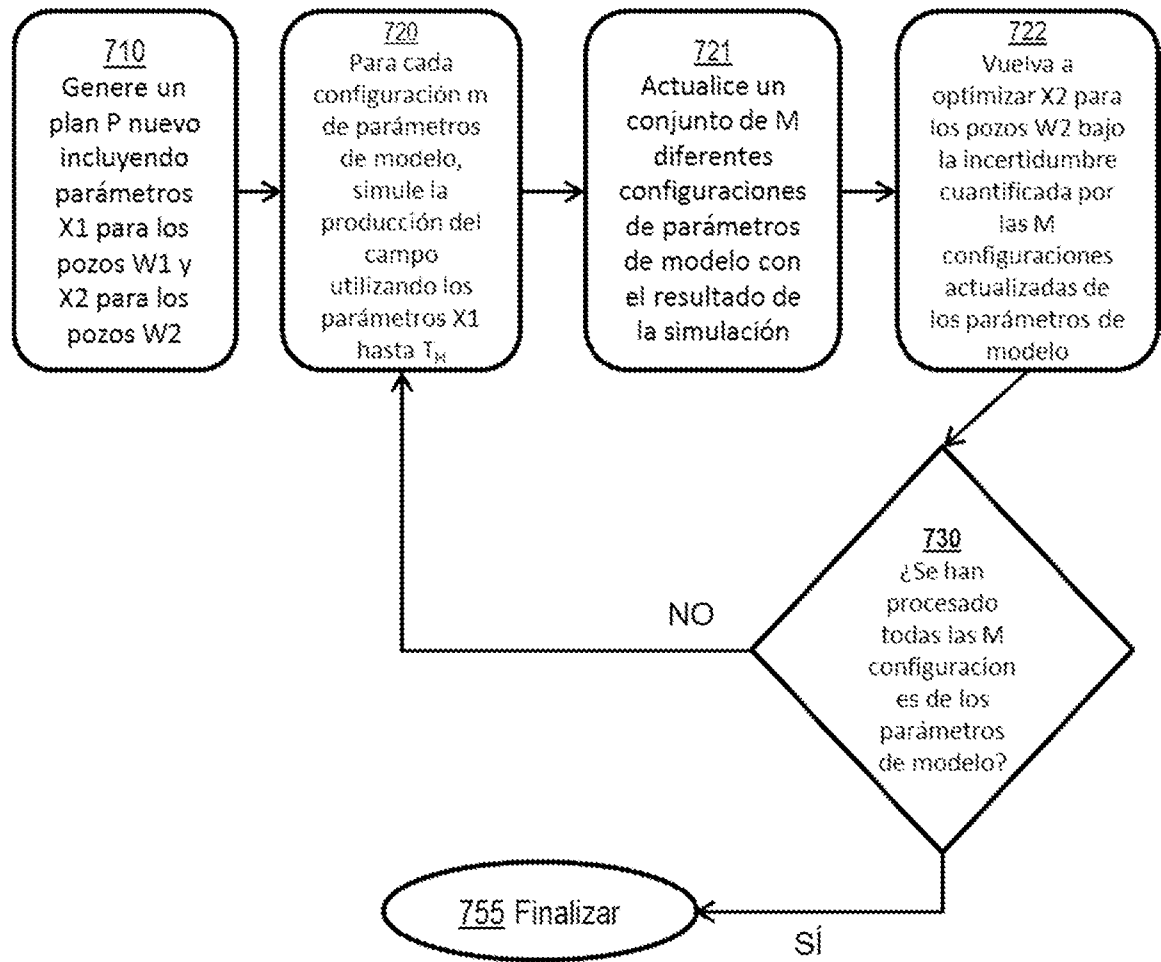 710
Genere un
plan P nuevo
incluyendo
parámetros
X1 para los
pozos W1 y
X2 para los
pozos W2
720
Para cada
configuración m
de parámetros
de modelo,
simule la
producción del
campo
utilizando los
parámetros X1
hasta T_H
721
Actualice un
conjunto de M
diferentes
configuraciones
de parámetros
de modelo con
el resultado de
la simulación
722
Vuelva a
optimizar X2 para
los pozos W2 bajo
la incertidumbre
cuantificada por
las M
configuraciones
actualizadas de
los parámetros de
modelo
730
¿Se han
procesado
todas las M
configuracion
es de los
parámetros
de modelo?
NO
SÍ
755 Finalizar